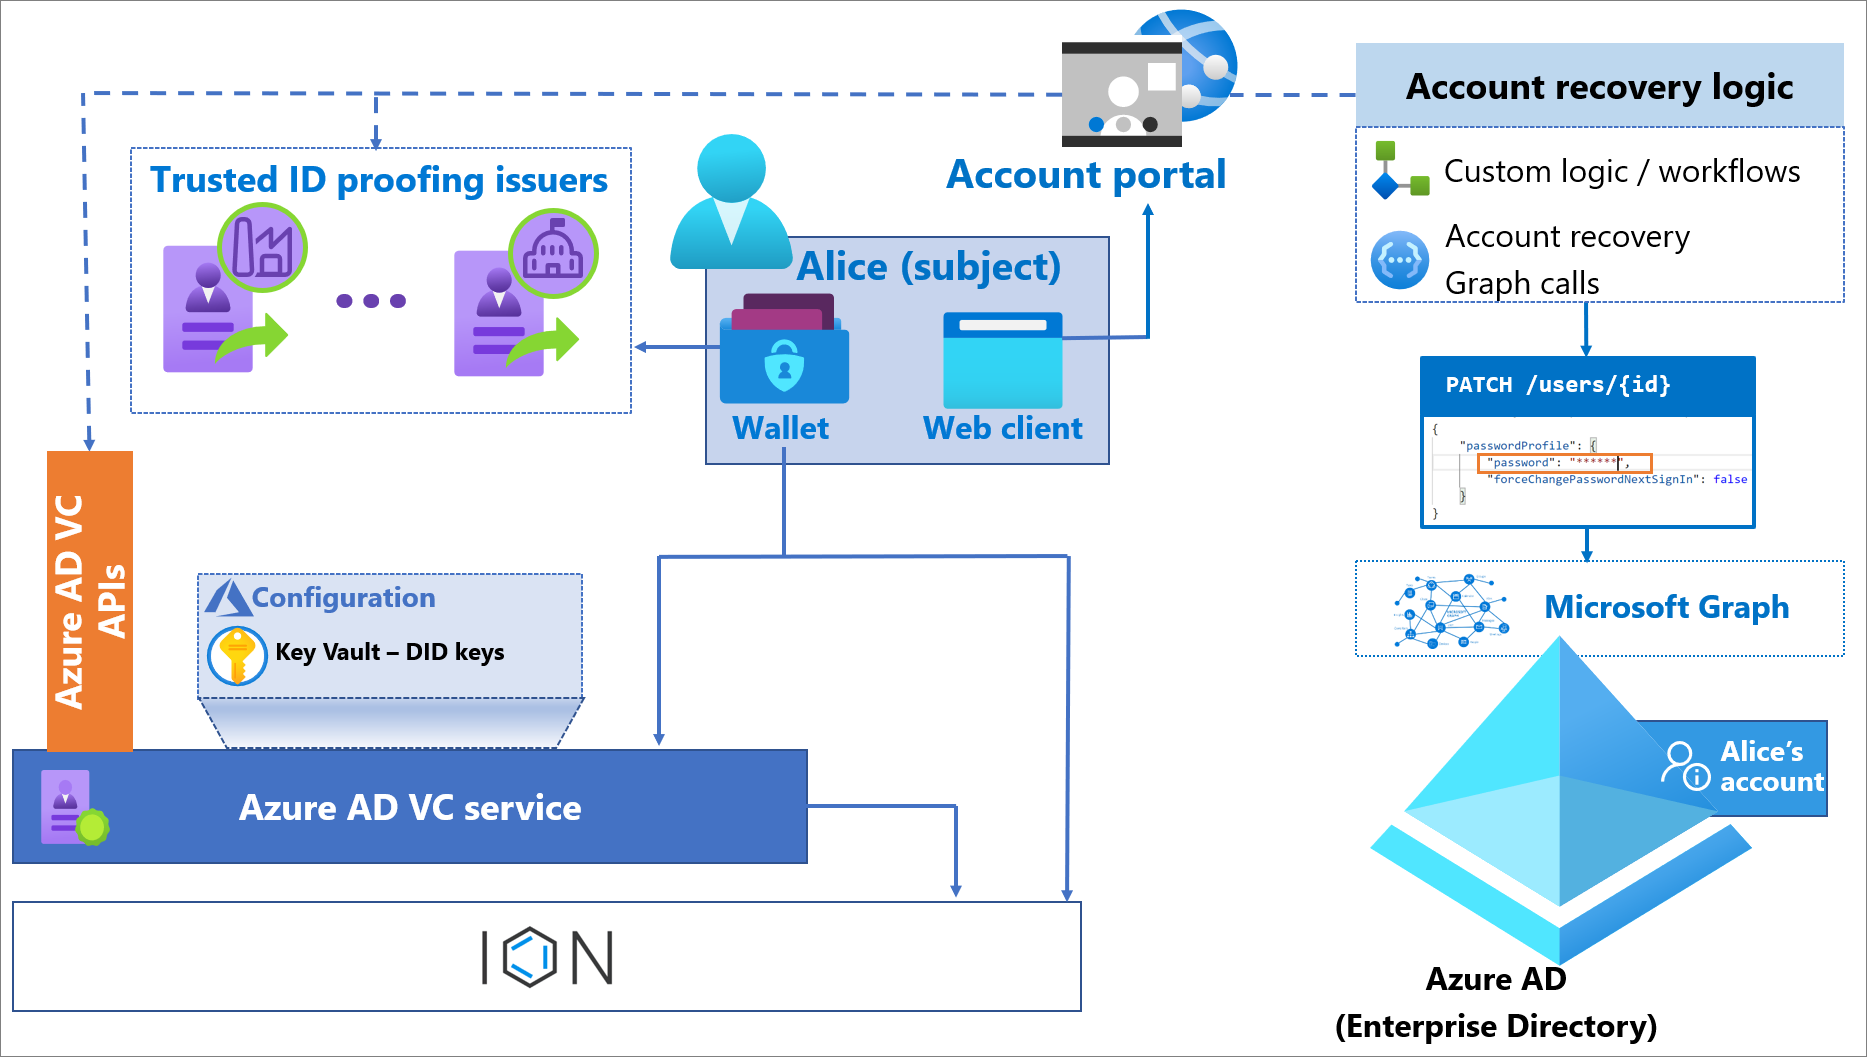 Account recovery logic
Custom logic / workflows
Account recovery
Graph calls
Account portal
Trusted ID proofing issuers
Alice (subject)
Wallet
Web client
PATCH /users/{id}
{
"passwordProfile": {
"password": "******",
"forceChangePasswordNextSignIn": false
}
}
Azure AD VC
APIs
Configuration
Key Vault – DID keys
Microsoft Graph
Alice's
account
Azure AD VC service
ION
Azure AD
(Enterprise Directory)